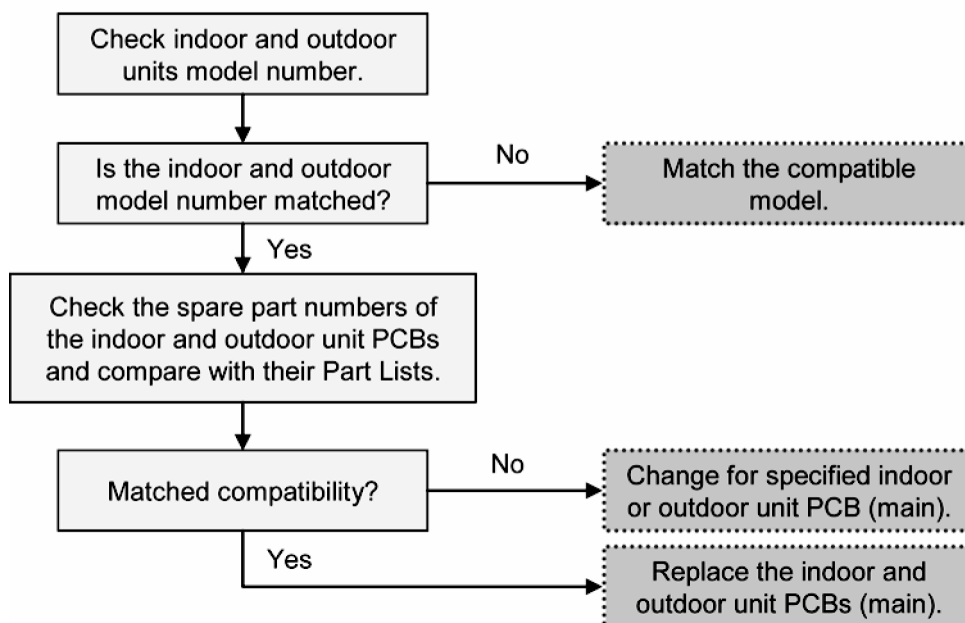 Check indoor and outdoor
units model number.
Is the indoor and outdoor
model number matched?
No
Match the compatible
model.
Yes
Check the spare part numbers of
the indoor and outdoor unit PCBs
and compare with their Part Lists.
Matched compatibility?
No
Change for specified indoor
or outdoor unit PCB (main).
Yes
Replace the indoor and
outdoor unit PCBs (main).